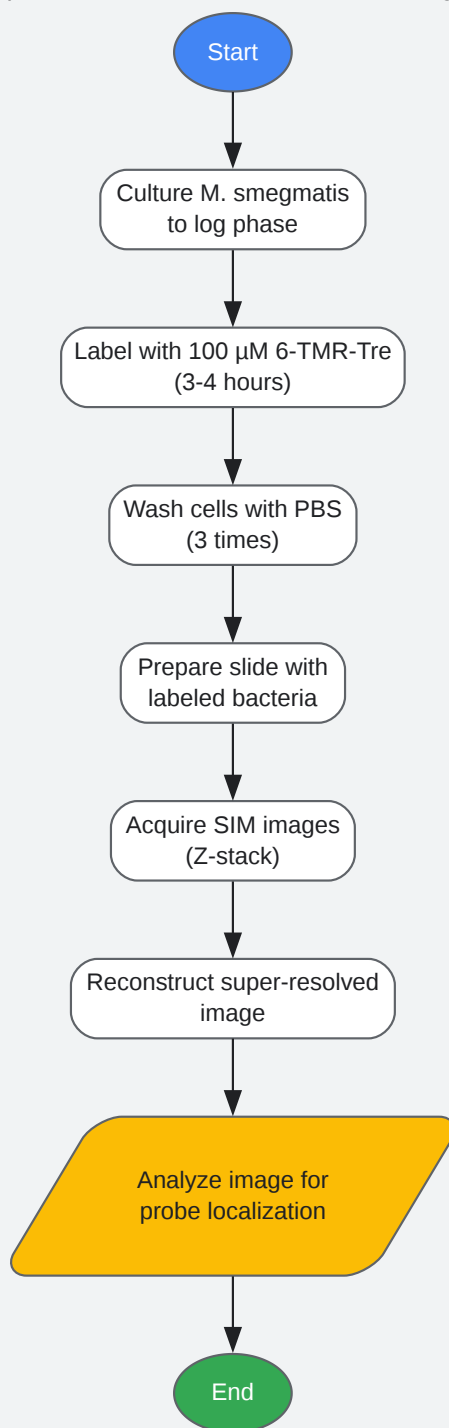 Start
Culture M. smegmatis
to log phase
Label with 100 µM 6-TMR-Tre
(3-4 hours)
Wash cells with PBS
(3 times)
Prepare slide with
labeled bacteria
Acquire SIM images
(Z-stack)
Reconstruct super-resolved
image
Analyze image for
probe localization
End